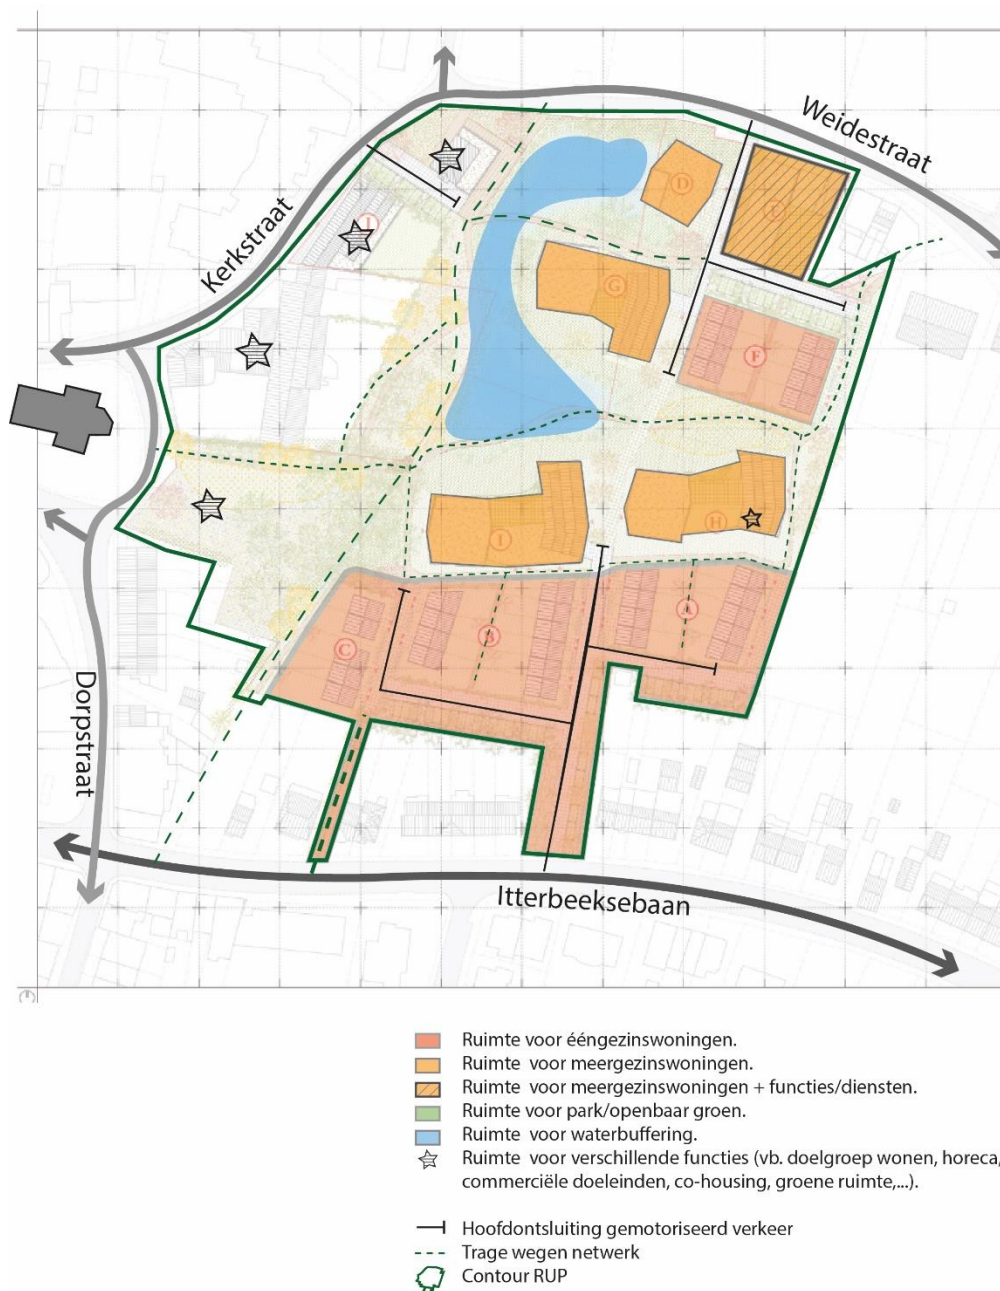 Weidestraat
Kerkstraat
D
E
I
G
F
H
I
A
B
C
Dorpstraat
Itterbeeksebaan
Ruimte voor ééngezinswoningen.
Ruimte voor meergezinswoningen.
Ruimte voor meergezinswoningen + functies/diensten.
Ruimte voor park/openbaar groen.
Ruimte voor waterbuffering.
Ruimte voor verschillende functies (vb. doelgroep wonen, horeca,
commerciële doeleinden, co-housing, groene ruimte,...).
Hoofdontsluiting gemotoriseerd verkeer
Trage wegen netwerk
Contour RUP